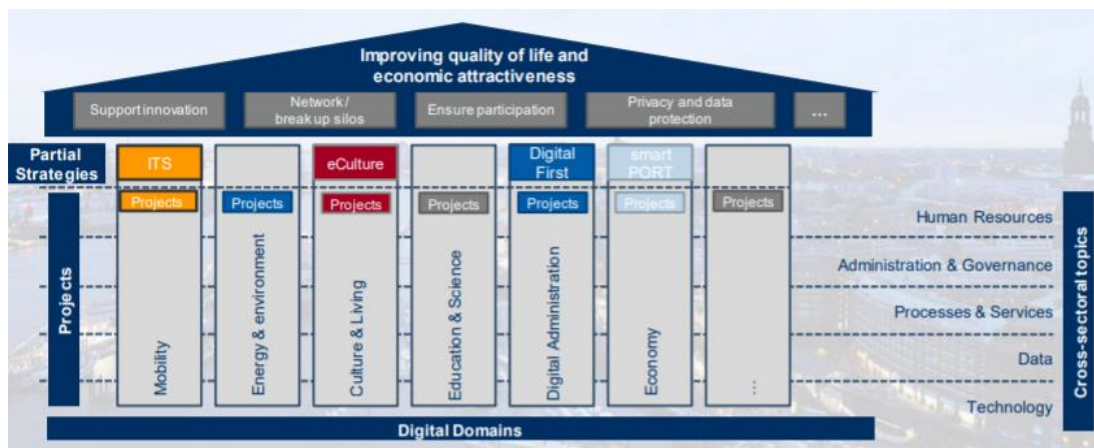 Improving quality of life and
economic attractiveness
Support innovation
Network /
break up silos
Ensure participation
Privacy and data
protection
...
Partial
Strategies
ITS
eCulture
Digital
First
smart
PORT
Projects
Projects
Projects
Projects
Projects
Projects
Projects
Projects
Mobility
Energy & environment
Culture & Living
Education & Science
Digital Administration
Economy
...
Human Resources
Administration & Governance
Processes & Services
Data
Technology
Cross-sectoral topics
Digital Domains